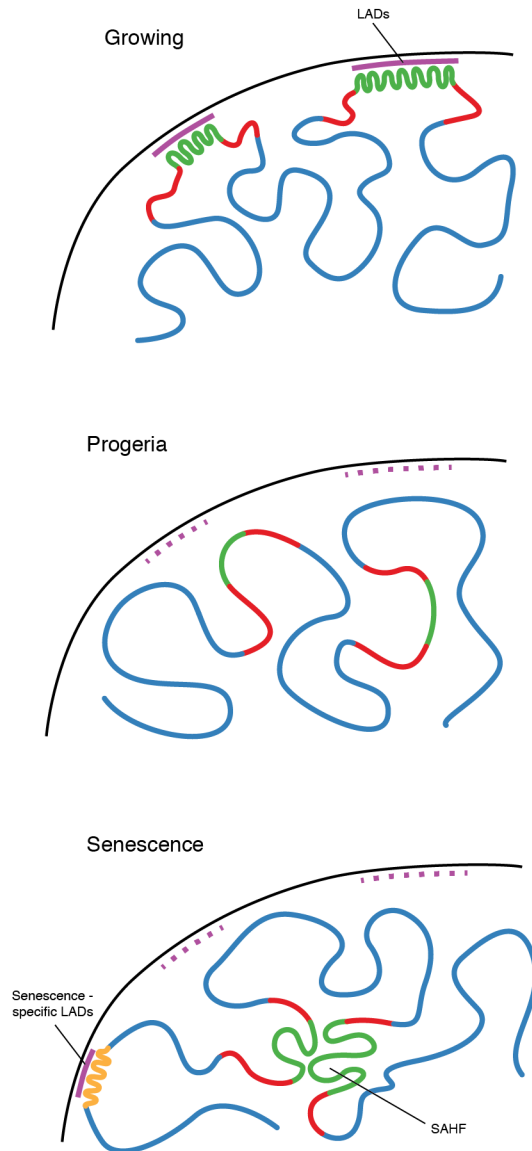 Growing
LADs
Progeria
Senescence
Senescence -
specific LADs
SAHF